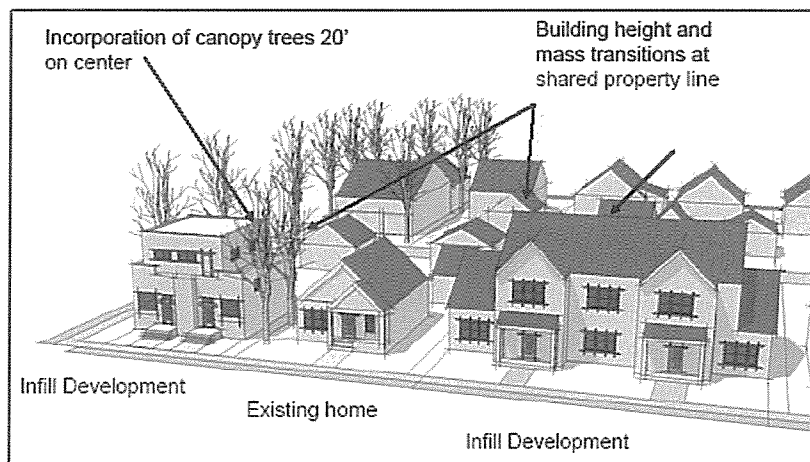 Incorporation of canopy trees 20'
on center
Building height and
mass transitions at
shared property line
Infill Development
Existing home
Infill Development